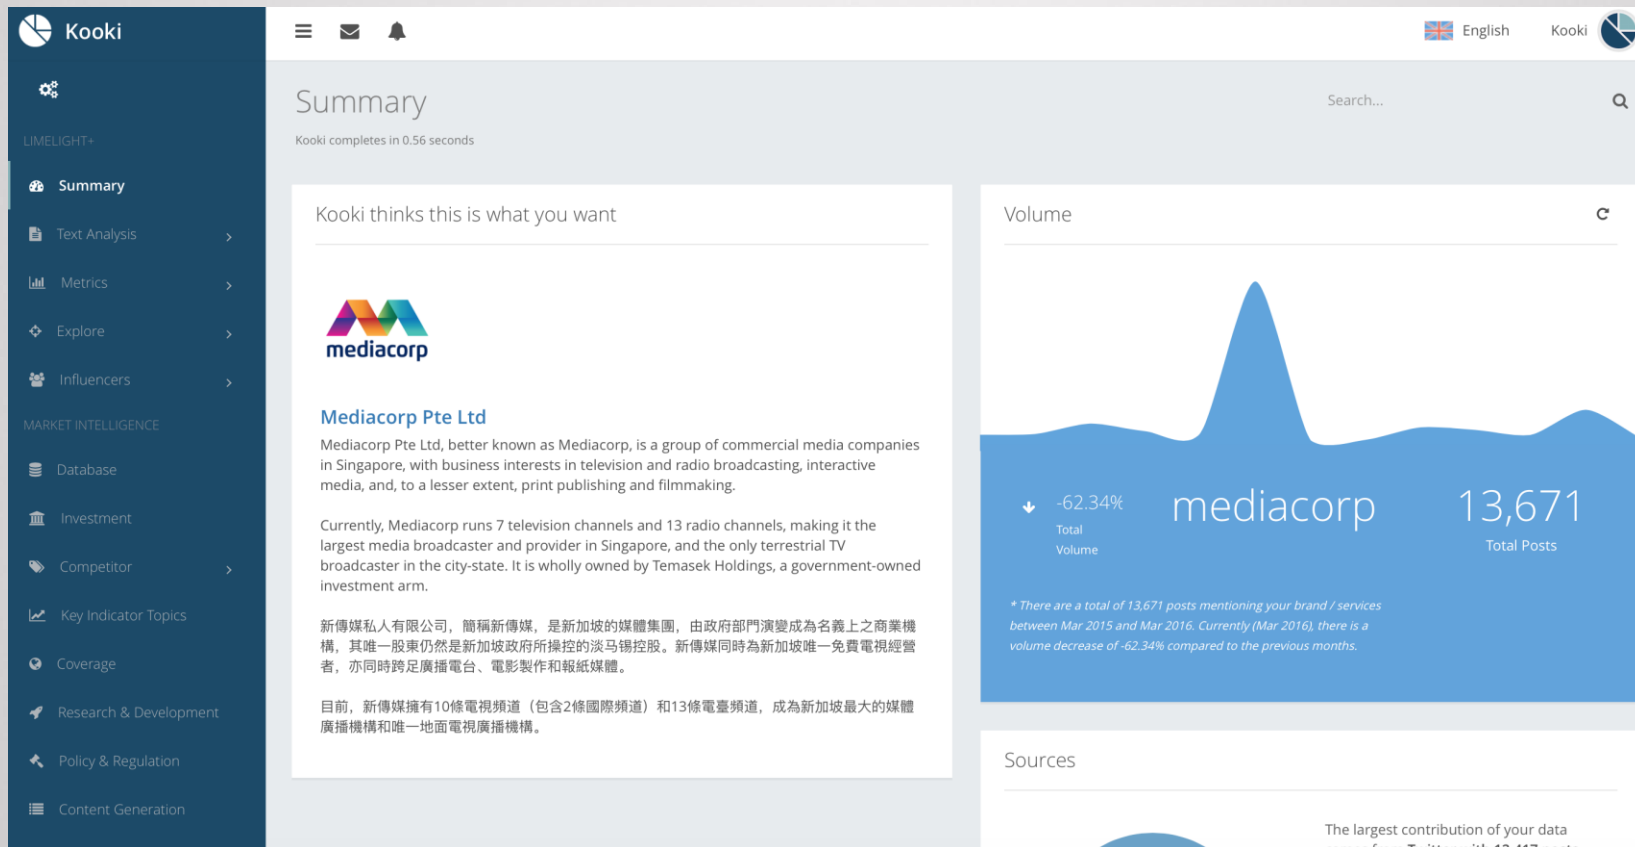 Kooki
English
Kooki
LIMELIGHT+
Summary
Text Analysis
Metrics
Explore
Influencers
MARKET INTELLIGENCE
Database
Investment
Competitor
Key Indicator Topics
Coverage
Research & Development
Policy & Regulation
Content Generation
Summary
Search...
Kooki completes in 0.56 seconds
Kooki thinks this is what you want
mediacorp
Mediacorp Pte Ltd
Mediacorp Pte Ltd, better known as Mediacorp, is a group of commercial media companies
in Singapore, with business interests in television and radio broadcasting, interactive
media, and, to a lesser extent, print publishing and filmmaking.
Currently, Mediacorp runs 7 television channels and 13 radio channels, making it the
largest media broadcaster and provider in Singapore, and the only terrestrial TV
broadcaster in the city-state. It is wholly owned by Temasek Holdings, a government-owned
investment arm.
新傳媒私人有限公司，簡稱新傳媒，是新加坡的媒體集團，由政府部門演變成為名義上之商業機
構，其唯一股東仍然是新加坡政府所操控的淡马锡控股。新傳媒同時為新加坡唯一免費電視經營
者，亦同時跨足廣播電台、電影製作和報紙媒體。
目前，新傳媒擁有10條電視頻道（包含2條國際頻道）和13條電臺頻道，成為新加坡最大的媒體
廣播機構和唯一地面電視廣播機構。
Volume
-62.34%
Total
Volume
mediacorp
13,671
Total Posts
* There are a total of 13,671 posts mentioning your brand / services
between Mar 2015 and Mar 2016. Currently (Mar 2016), there is a
volume decrease of -62.34% compared to the previous months.
Sources
The largest contribution of your data